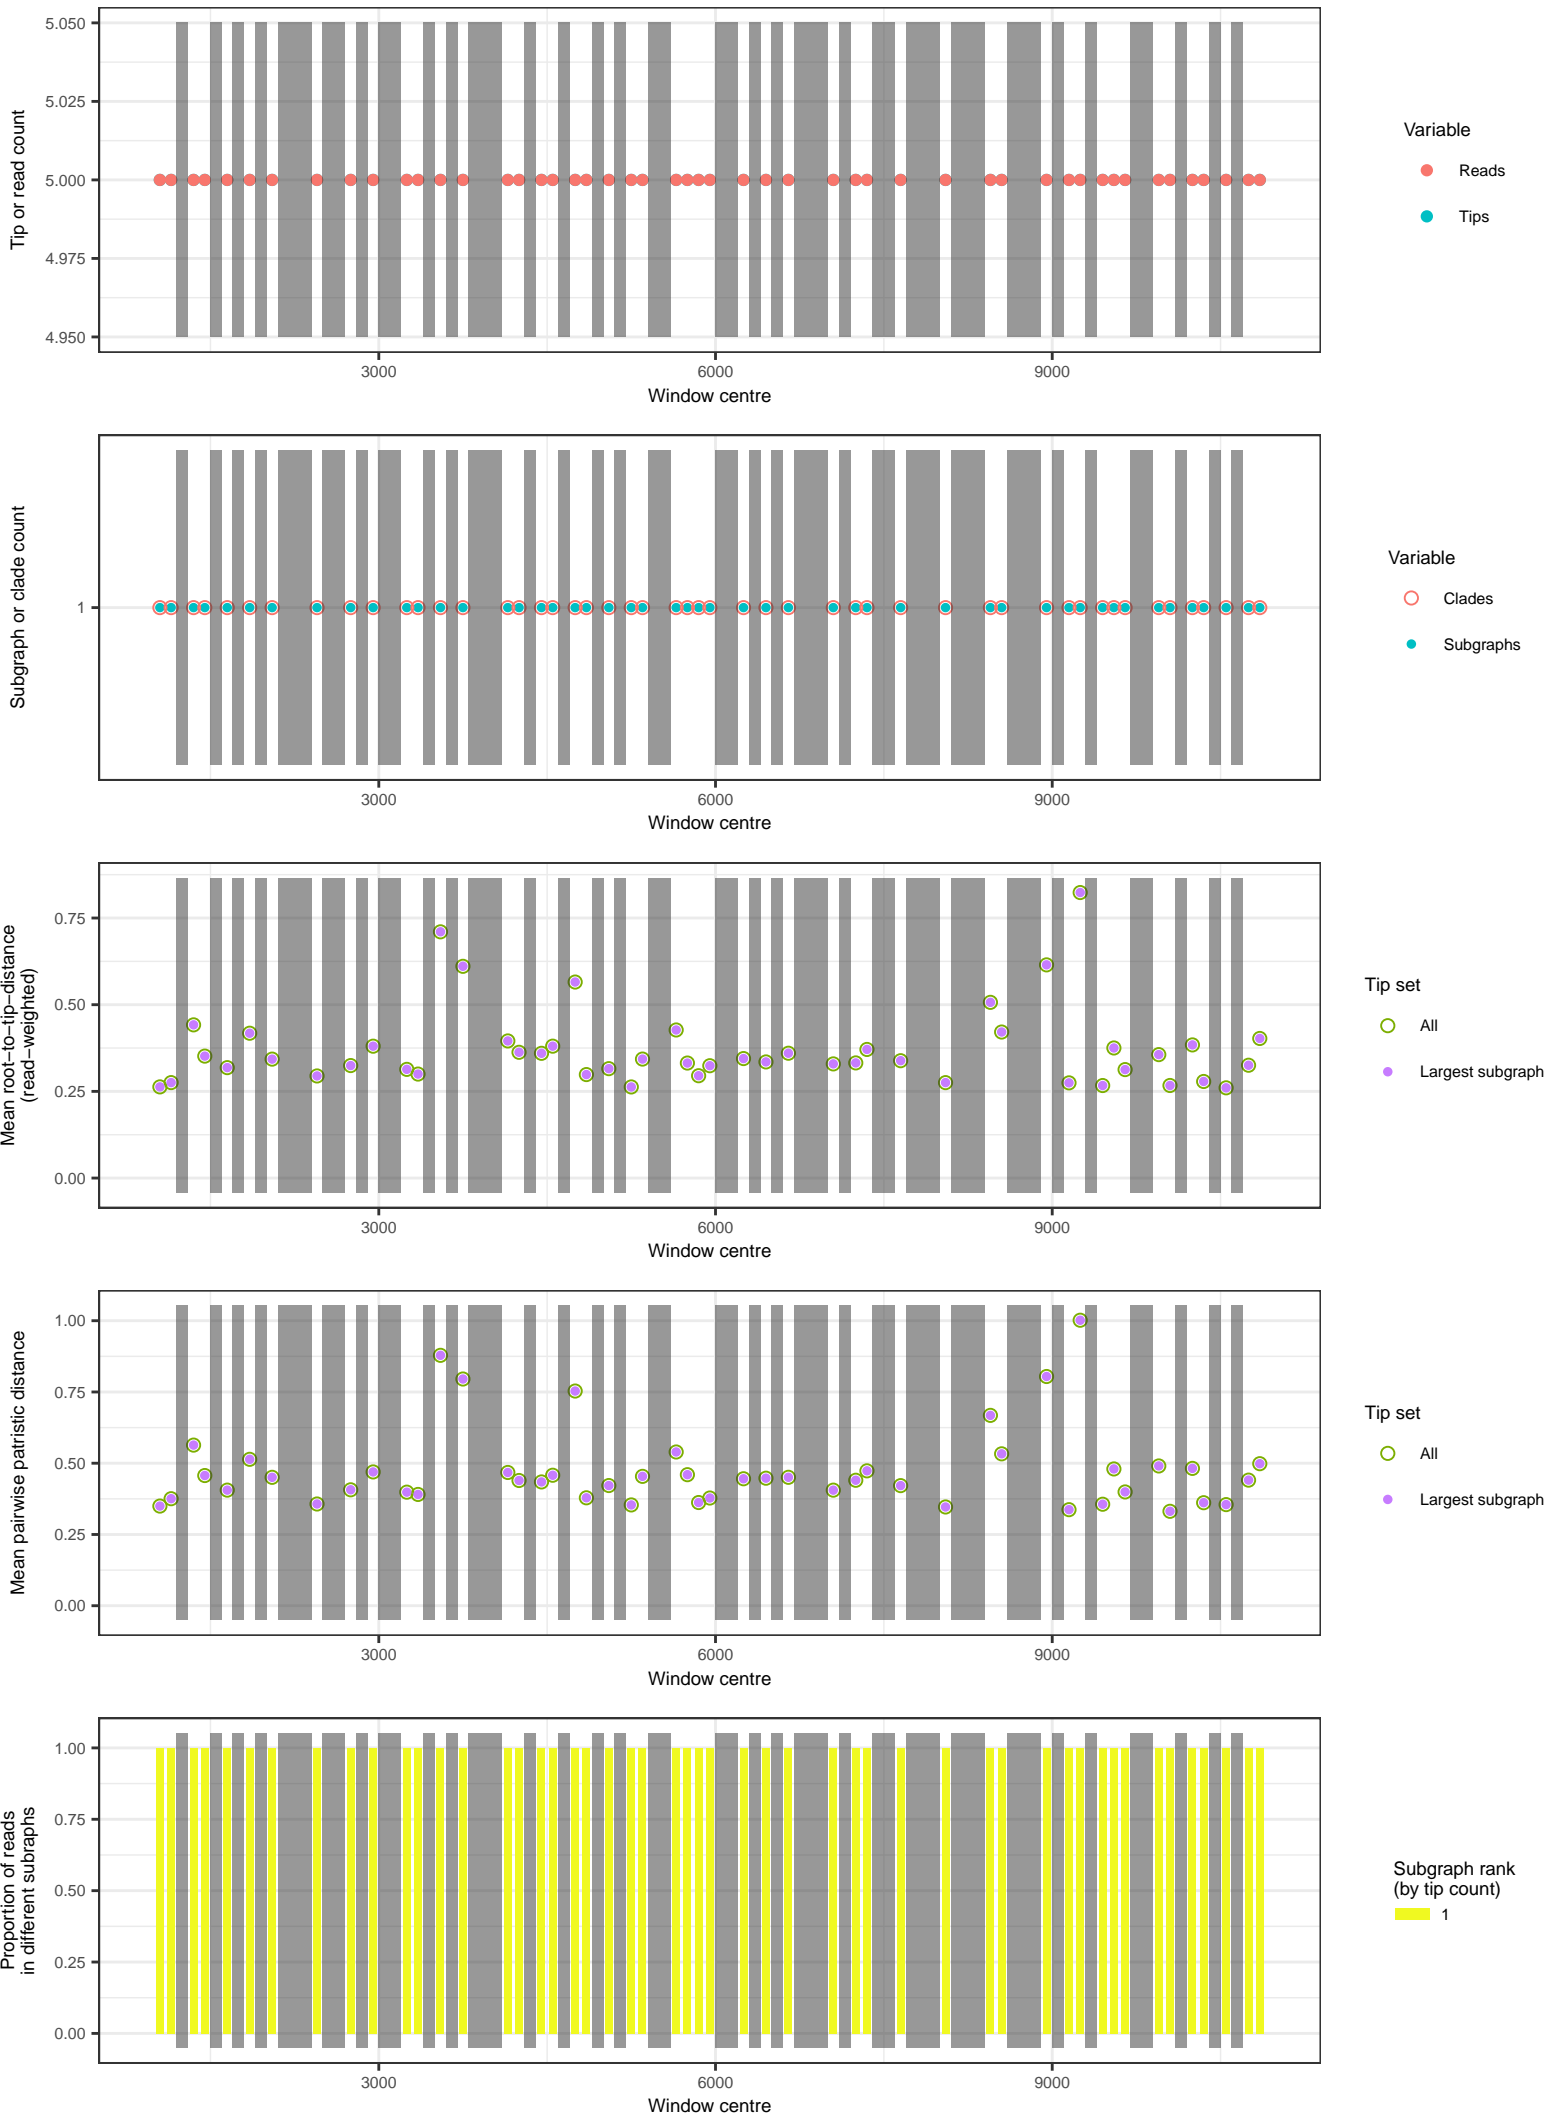 5.050
5.025
5.000
4.975
4.950
Tip or read count
3000 6000 9000
Window centre
Variable
Reads
Tips
1
Subgraph or clade count
3000 6000 9000
Window centre
Variable
Clades
Subgraphs
0.75
0.50
0.25
0.00
Mean root−to−tip−distance
(read−weighted)
3000 6000 9000
Window centre
Tip set
All
Largest subgraph
1.00
0.75
0.50
0.25
0.00
Mean pairwise patristic distance
3000 6000 9000
Window centre
Tip set
All
Largest subgraph
1.00
0.75
0.50
0.25
0.00
Proportion of reads
in different subraphs
3000 6000 9000
Window centre
Subgraph rank
(by tip count)
1